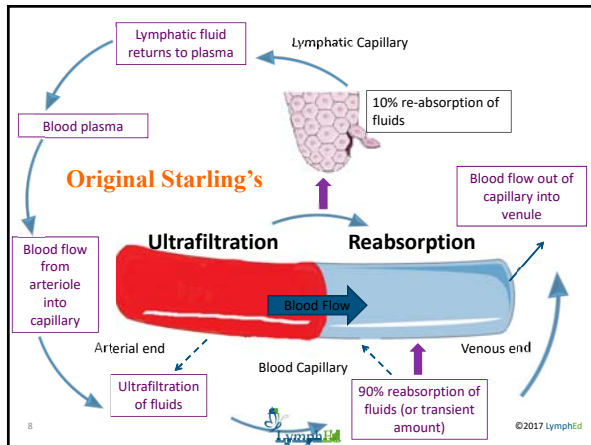 Lymphatic fluid
returns to plasma
Lymphatic Capillary
10% re-absorption of
fluids
Blood plasma
Original Starling's
Blood flow out of
capillary into
venule
Ultrafiltration
Reabsorption
Blood flow
from
arteriole
into
capillary
Blood Flow
Arterial end
Venous end
Blood Capillary
Ultrafiltration
of fluids
90% reabsorption of
fluids (or transient
amount)
8
LymphEd
©2017 LymphEd